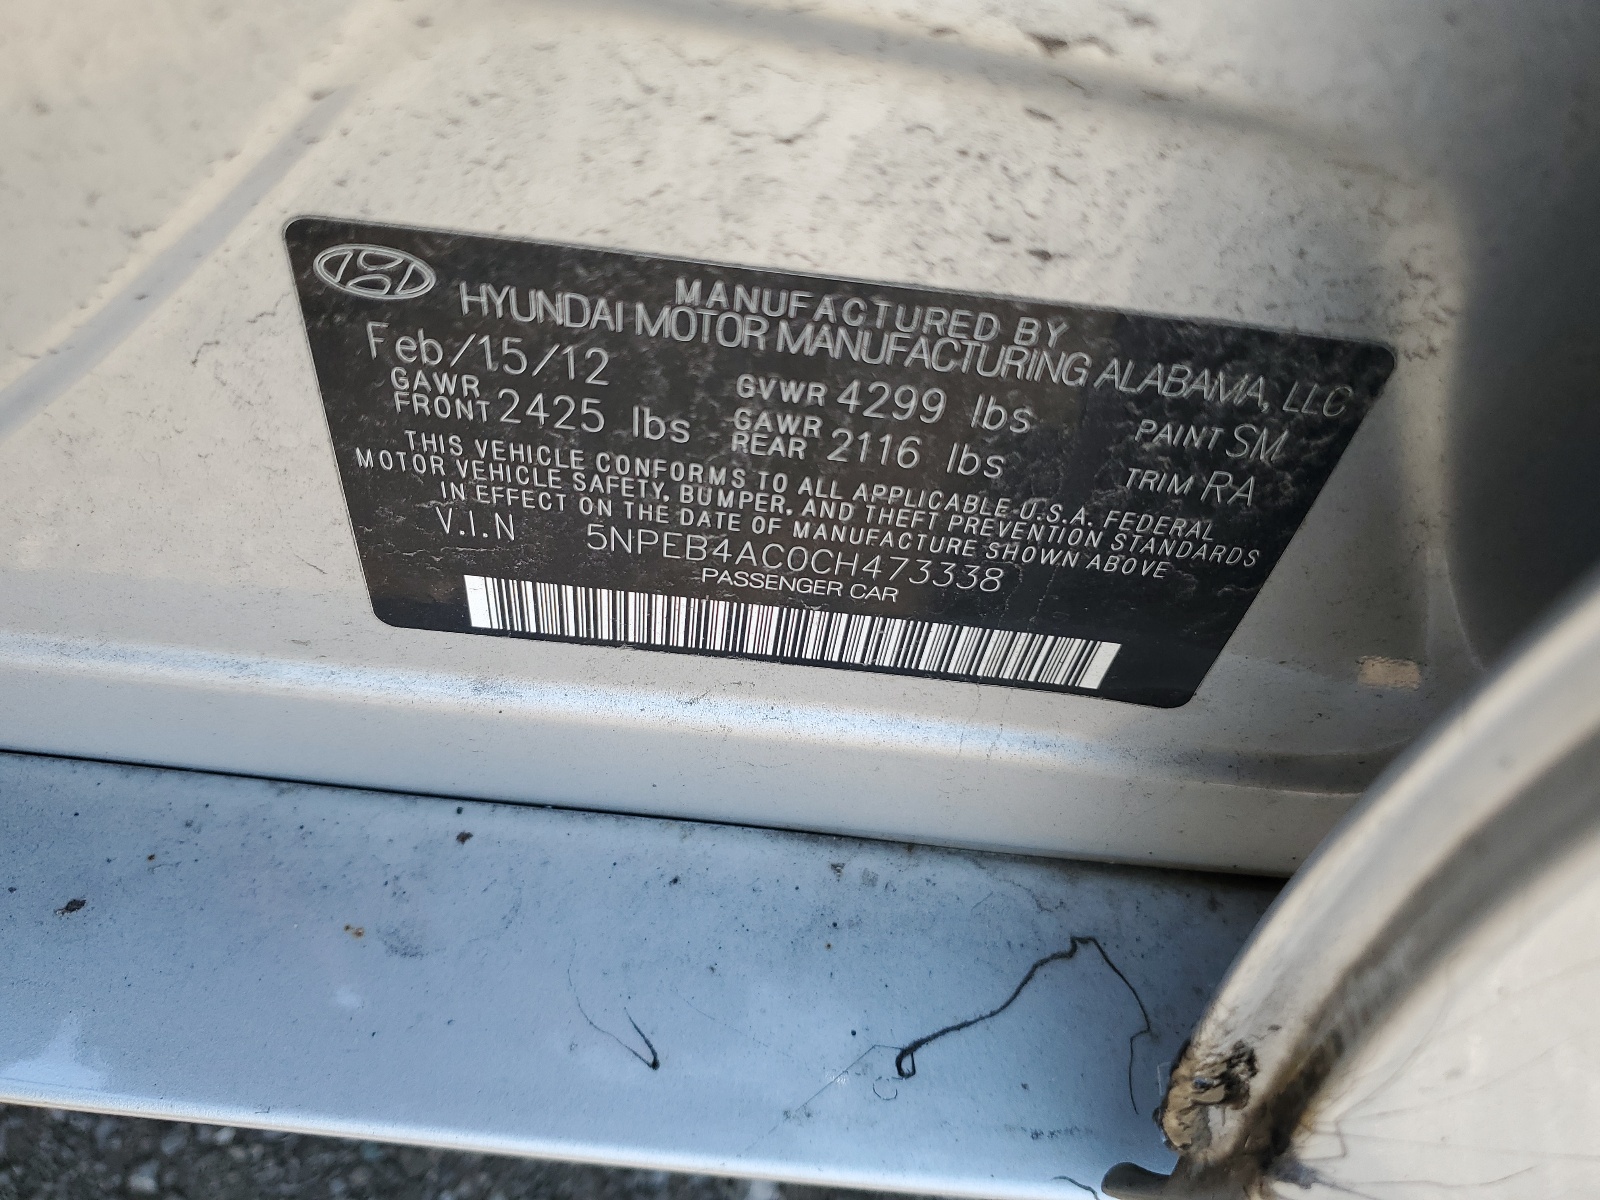 MANUFACTURED BY
HYUNDAI MOTOR MANUFACTURING ALABAMA, LLC
Feb/15/12 GVWR 4299 lbs PAINT SM
GAWR FRONT 2425 lbs GAWR REAR 2116 lbs TRIM RA
THIS VEHICLE CONFORMS TO ALL APPLICABLE U.S.A. FEDERAL
MOTOR VEHICLE SAFETY, BUMPER, AND THEFT PREVENTION STANDARDS
IN EFFECT ON THE DATE OF MANUFACTURE SHOWN ABOVE
V.I.N 5NPEB4AC0CH473338
PASSENGER CAR